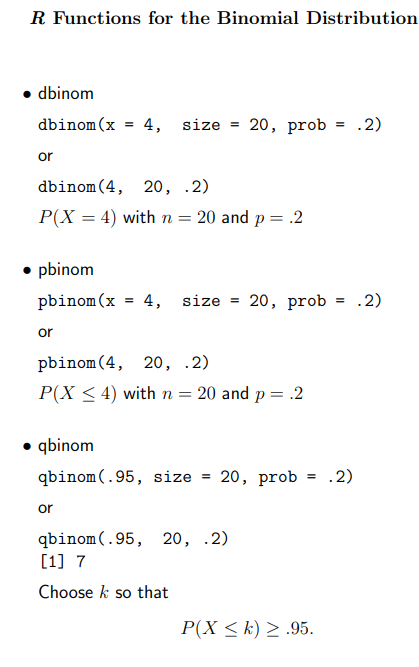 R Functions for the Binomial Distribution
• dbinom
dbinom(x = 4, size = 20, prob = .2)
or
dbinom(4, 20, .2)
P(X = 4) with n = 20 and p = .2
• pbinom
pbinom(x = 4, size = 20, prob = .2)
or
pbinom(4, 20, .2)
P(X ≤ 4) with n = 20 and p = .2
• qbinom
qbinom(.95, size = 20, prob = .2)
or
qbinom(.95, 20, .2)
[1] 7
Choose k so that
P(X ≤ k) ≥ .95.